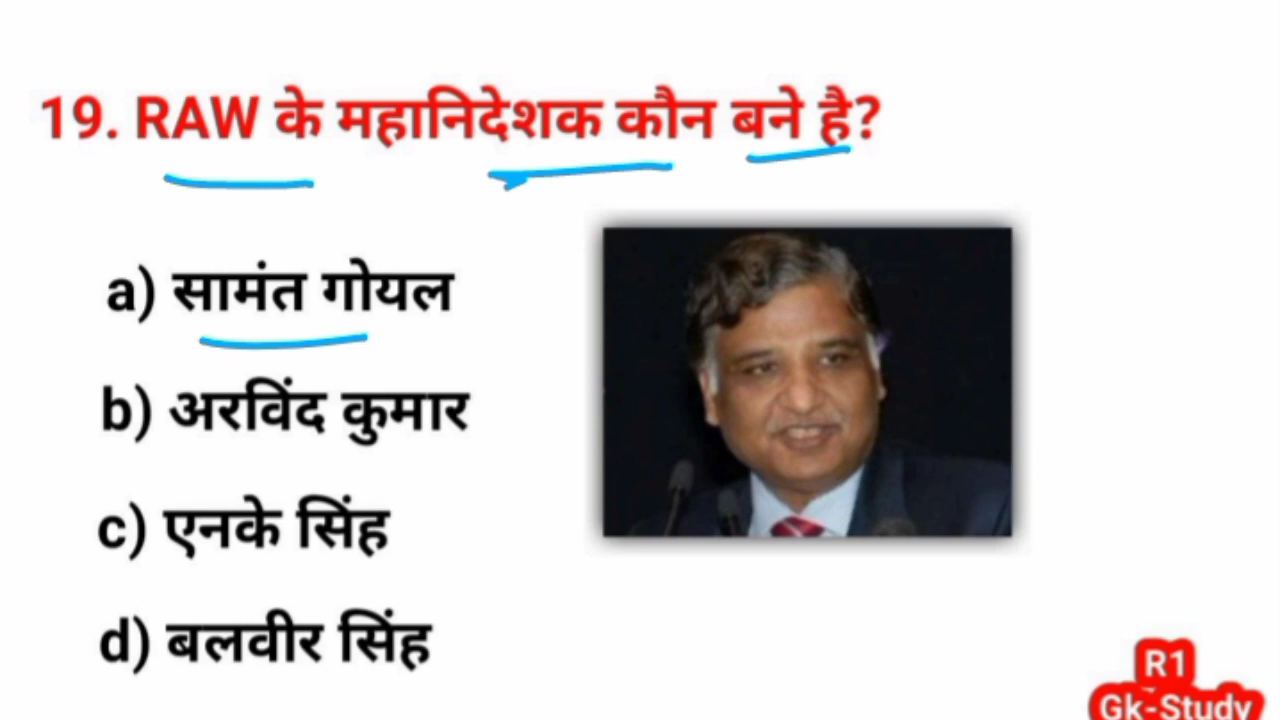 19. RAW के महानिदेशक कौन बने है?
a) सामंत गोयल
b) अरविंद कुमार
c) एनके सिंह
d) बलवीर सिंह
R1
Gk-Study